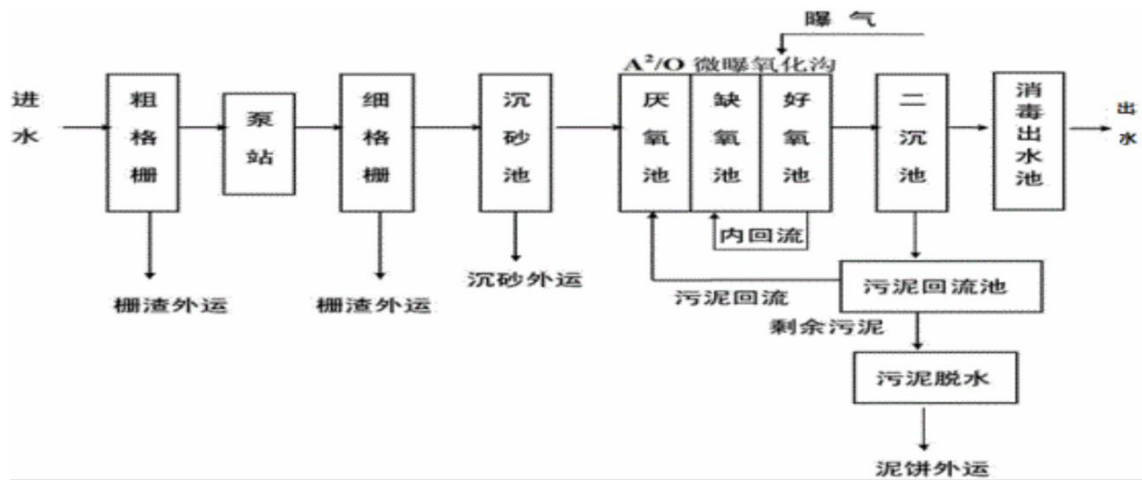 曝气
A²/O 微曝氧化沟
进水
粗格栅
泵站
细格栅
沉砂池
厌氧池
缺氧池
好氧池
二沉池
消毒出水池
出水
内回流
栅渣外运
栅渣外运
沉砂外运
污泥回流
污泥回流池
剩余污泥
污泥脱水
泥饼外运